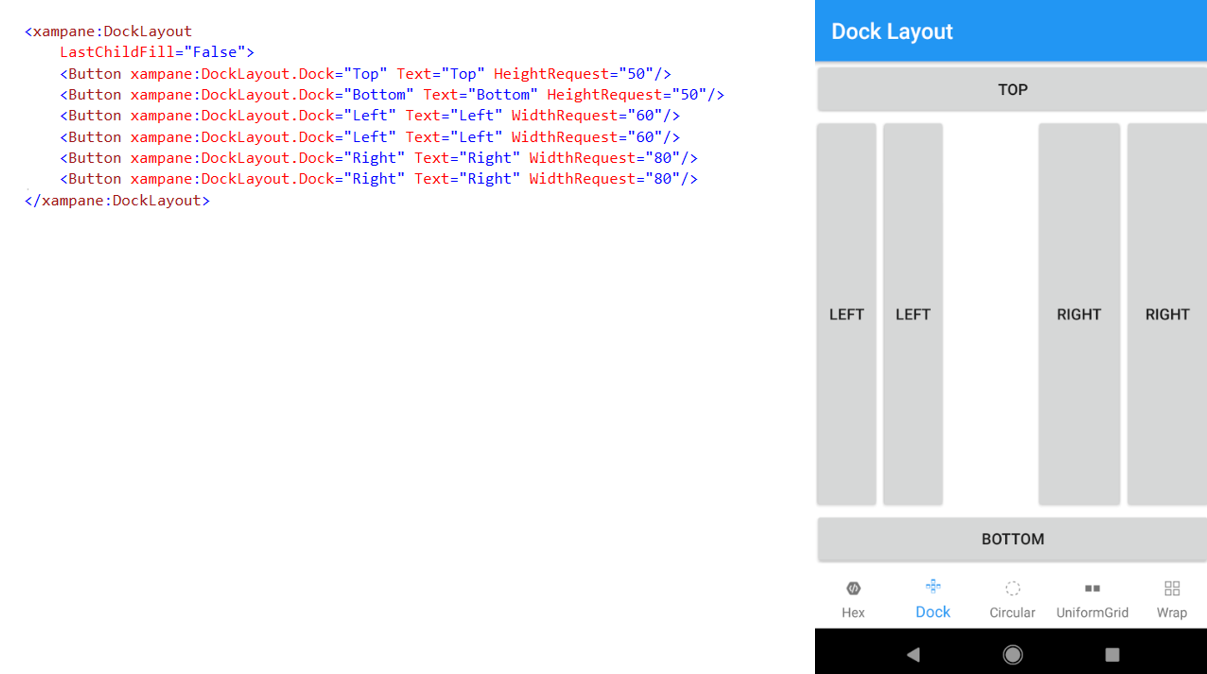 <xampane:DockLayout
    LastChildFill="False">
    <Button xampane:DockLayout.Dock="Top" Text="Top" HeightRequest="50"/>
    <Button xampane:DockLayout.Dock="Bottom" Text="Bottom" HeightRequest="50"/>
    <Button xampane:DockLayout.Dock="Left" Text="Left" WidthRequest="60"/>
    <Button xampane:DockLayout.Dock="Left" Text="Left" WidthRequest="60"/>
    <Button xampane:DockLayout.Dock="Right" Text="Right" WidthRequest="80"/>
    <Button xampane:DockLayout.Dock="Right" Text="Right" WidthRequest="80"/>
</xampane:DockLayout>
Dock Layout
TOP
LEFT LEFT RIGHT RIGHT
BOTTOM
Hex Dock Circular UniformGrid Wrap